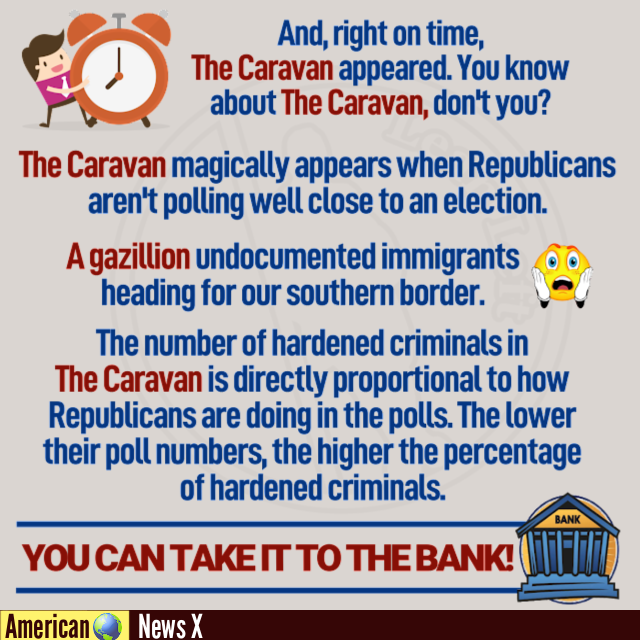 And, right on time,
The Caravan appeared. You know
about The Caravan, don't you?
The Caravan magically appears when Republicans
aren't polling well close to an election.
A gazillion undocumented immigrants
heading for our southern border.
The number of hardened criminals in
The Caravan is directly proportional to how
Republicans are doing in the polls. The lower
their poll numbers, the higher the percentage
of hardened criminals.
BANK
YOU CAN TAKE IT TO THE BANK!
American News X